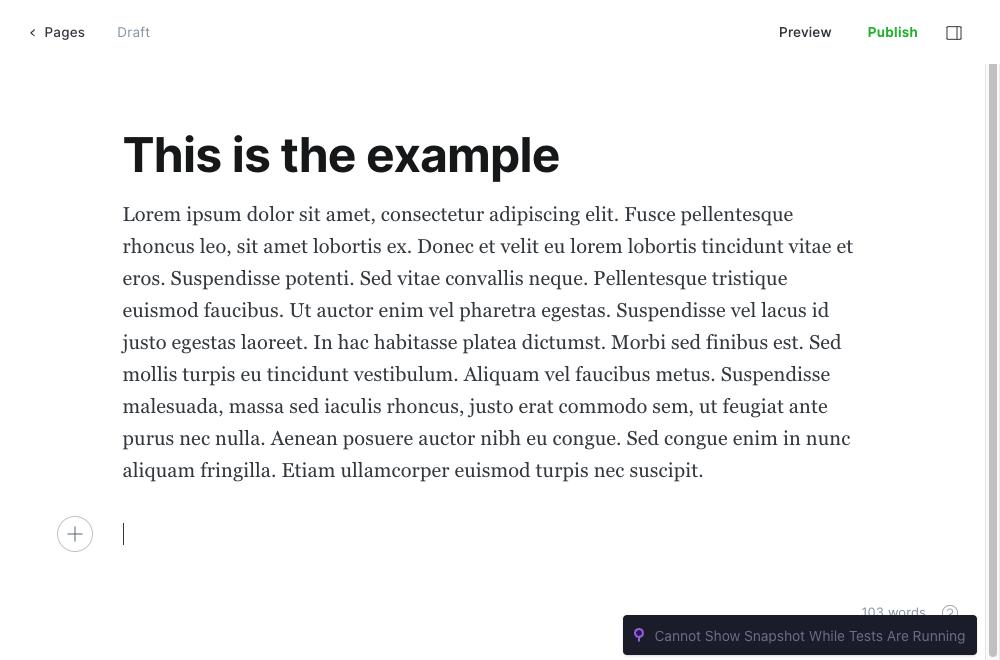 Pages Draft Preview Publish
This is the example
Lorem ipsum dolor sit amet, consectetur adipiscing elit. Fusce pellentesque
rhoncus leo, sit amet lobortis ex. Donec et velit eu lorem lobortis tincidunt vitae et
eros. Suspendisse potenti. Sed vitae convallis neque. Pellentesque tristique
euismod faucibus. Ut auctor enim vel pharetra egestas. Suspendisse vel lacus id
justo egestas laoreet. In hac habitasse platea dictumst. Morbi sed finibus est. Sed
mollis turpis eu tincidunt vestibulum. Aliquam vel faucibus metus. Suspendisse
malesuada, massa sed iaculis rhoncus, justo erat commodo sem, ut feugiat ante
purus nec nulla. Aenean posuere auctor nibh eu congue. Sed congue enim in nunc
aliquam fringilla. Etiam ullamcorper euismod turpis nec suscipit.
103 words
Cannot Show Snapshot While Tests Are Running